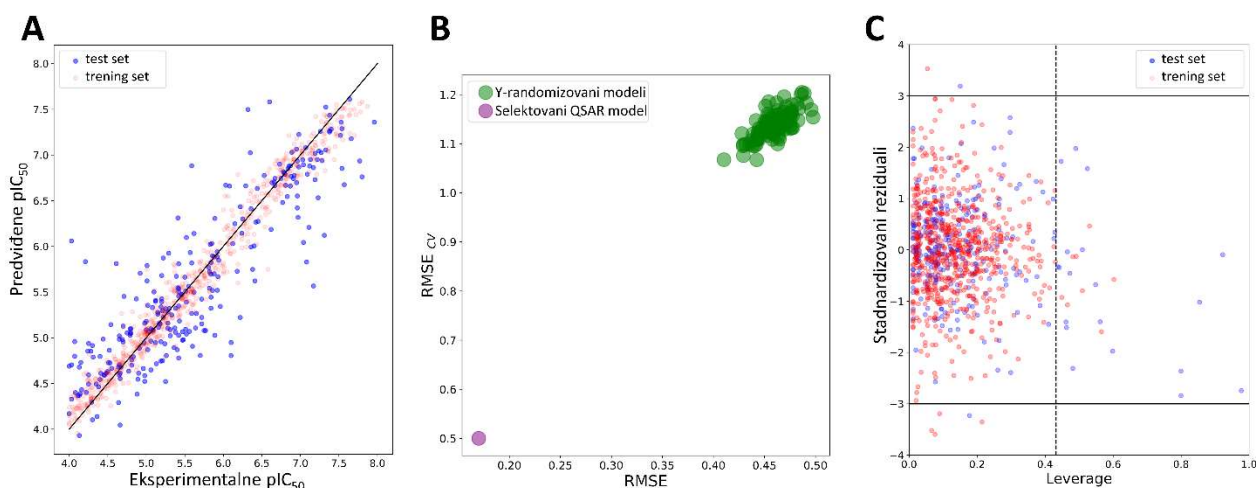 A
test set
trening set
8.0
7.5
7.0
6.5
6.0
5.5
5.0
4.5
4.0
Predviđene pIC50
4.0 4.5 5.0 5.5 6.0 6.5 7.0 7.5 8.0
Eksperimentalne pIC50
B
Y-randomizovani modeli
Selektovani QSAR model
1.2
1.1
1.0
0.9
0.8
0.7
0.6
0.5
RMSE CV
0.20 0.25 0.30 0.35 0.40 0.45 0.50
RMSE
C
test set
trening set
4
3
2
1
0
-1
-2
-3
-4
Stadnardizovani reziduali
0.0 0.2 0.4 0.6 0.8 1.0
Leverage